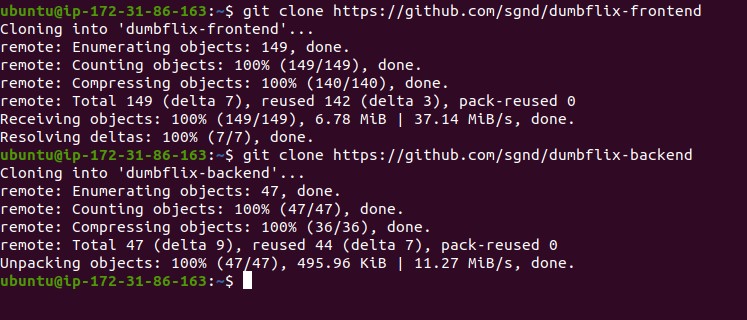 ubuntu@ip-172-31-86-163:~$ git clone https://github.com/sgnd/dumbflix-frontend
Cloning into 'dumbflix-frontend'...
remote: Enumerating objects: 149, done.
remote: Counting objects: 100% (149/149), done.
remote: Compressing objects: 100% (140/140), done.
remote: Total 149 (delta 7), reused 142 (delta 3), pack-reused 0
Receiving objects: 100% (149/149), 6.78 MiB | 37.14 MiB/s, done.
Resolving deltas: 100% (7/7), done.
ubuntu@ip-172-31-86-163:~$ git clone https://github.com/sgnd/dumbflix-backend
Cloning into 'dumbflix-backend'...
remote: Enumerating objects: 47, done.
remote: Counting objects: 100% (47/47), done.
remote: Compressing objects: 100% (36/36), done.
remote: Total 47 (delta 9), reused 44 (delta 7), pack-reused 0
Unpacking objects: 100% (47/47), 495.96 KiB | 11.27 MiB/s, done.
ubuntu@ip-172-31-86-163:~$